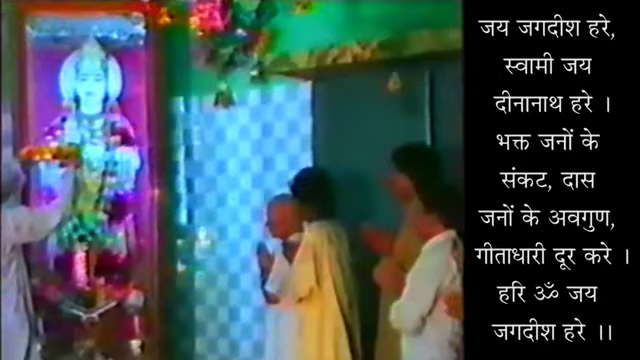 जय जगदीश हरे,
स्वामी जय
दीनानाथ हरे ।
भक्त जनों के
संकट, दास
जनों के अवगुण,
गीताधारी दूर करे ।
हरि ॐ जय
जगदीश हरे ।।